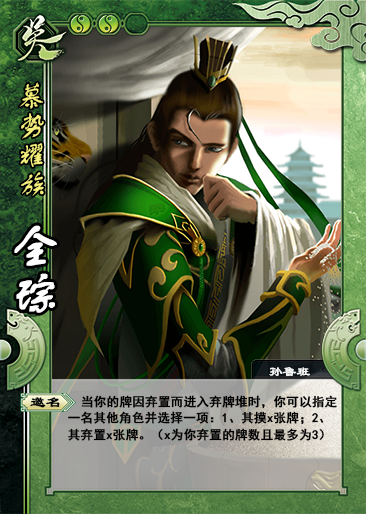 吴
慕势耀族
全琮
孙鲁班
邀名
当你的牌因弃置而进入弃牌堆时,你可以指定
一名其他角色并选择一项:1、其摸x张牌;2、
其弃置x张牌。(x为你弃置的牌数且最多为3)